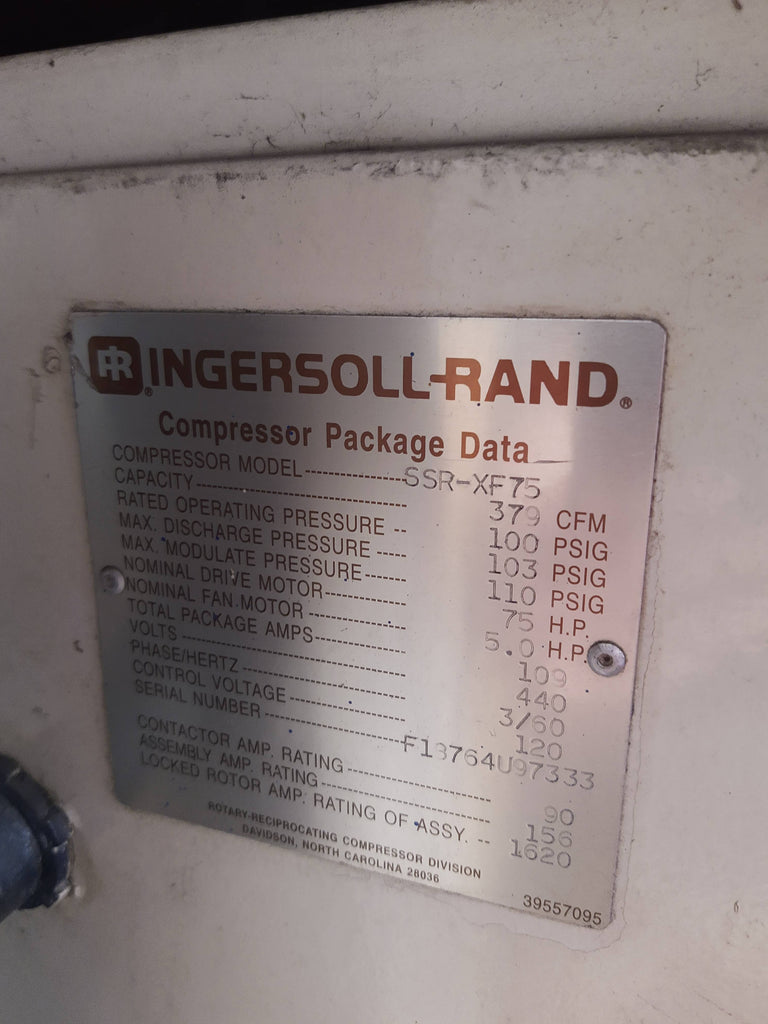 IR® INGERSOLL-RAND®
Compressor Package Data
COMPRESSOR MODEL SSR-XF75
CAPACITY 379 CFM
RATED OPERATING PRESSURE -- 100 PSIG
MAX. DISCHARGE PRESSURE ----- 103 PSIG
MAX. MODULATE PRESSURE------- 110 PSIG
NOMINAL DRIVE MOTOR-------------- 75 H.P.
NOMINAL FAN MOTOR ---------------- 5.0 H.P.
TOTAL PACKAGE AMPS--------------- 109
VOLTS ------------------------------------ 440
PHASE/HERTZ --------------------------- 3/60
CONTROL VOLTAGE ------------------- 120
SERIAL NUMBER ----------------------- F13764U97333
CONTACTOR AMP. RATING ------------------------ 90
ASSEMBLY AMP. RATING---------------------------- 156
LOCKED ROTOR AMP. RATING OF ASSY. -- 1620
ROTARY-RECIPROCATING COMPRESSOR DIVISION
DAVIDSON, NORTH CAROLINA 28036
39557095